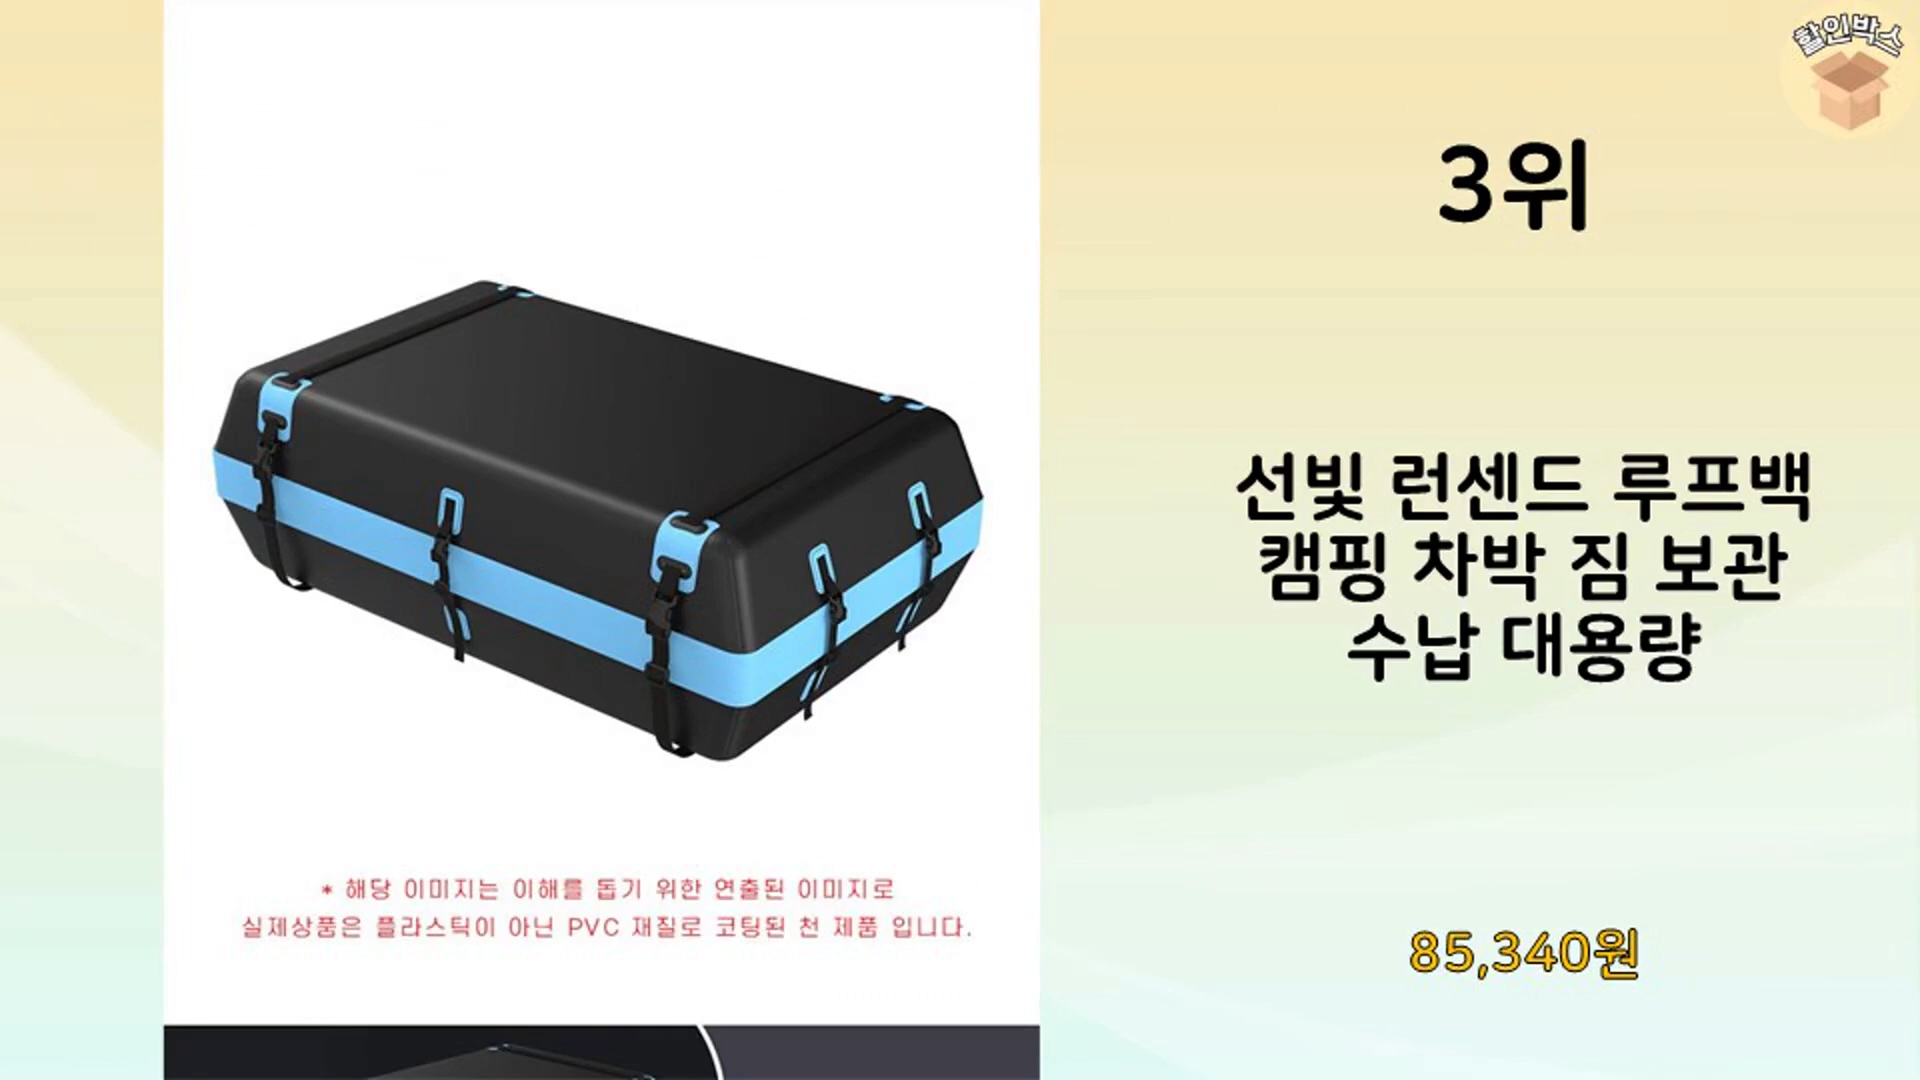 할인박스
3위
선빛 런센드 루프백
캠핑 차박 짐 보관
수납 대용량
* 해당 이미지는 이해를 돕기 위한 연출된 이미지로
실제상품은 플라스틱이 아닌 PVC 재질로 코팅된 천 제품 입니다.
85,340원